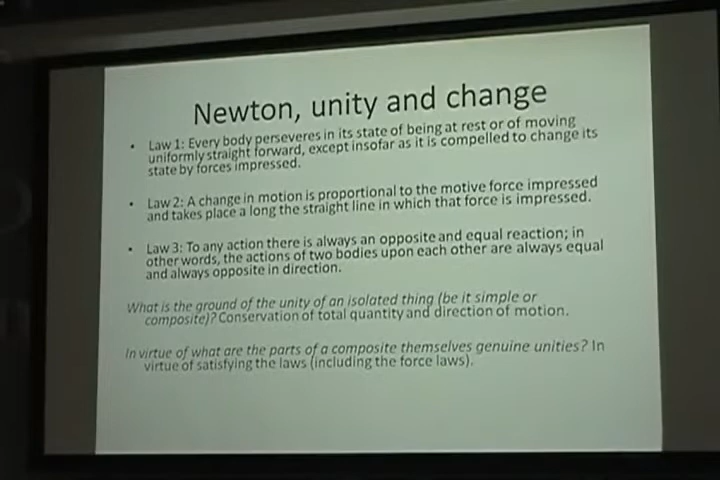 Newton, unity and change
• Law 1: Every body perseveres in its state of being at rest or of moving
uniformly straight forward, except insofar as it is compelled to change its
state by forces impressed.
• Law 2: A change in motion is proportional to the motive force impressed
and takes place a long the straight line in which that force is impressed.
• Law 3: To any action there is always an opposite and equal reaction; in
other words, the actions of two bodies upon each other are always equal
and always opposite in direction.
What is the ground of the unity of an isolated thing (be it simple or
composite)? Conservation of total quantity and direction of motion.
In virtue of what are the parts of a composite themselves genuine unities? In
virtue of satisfying the laws (including the force laws).